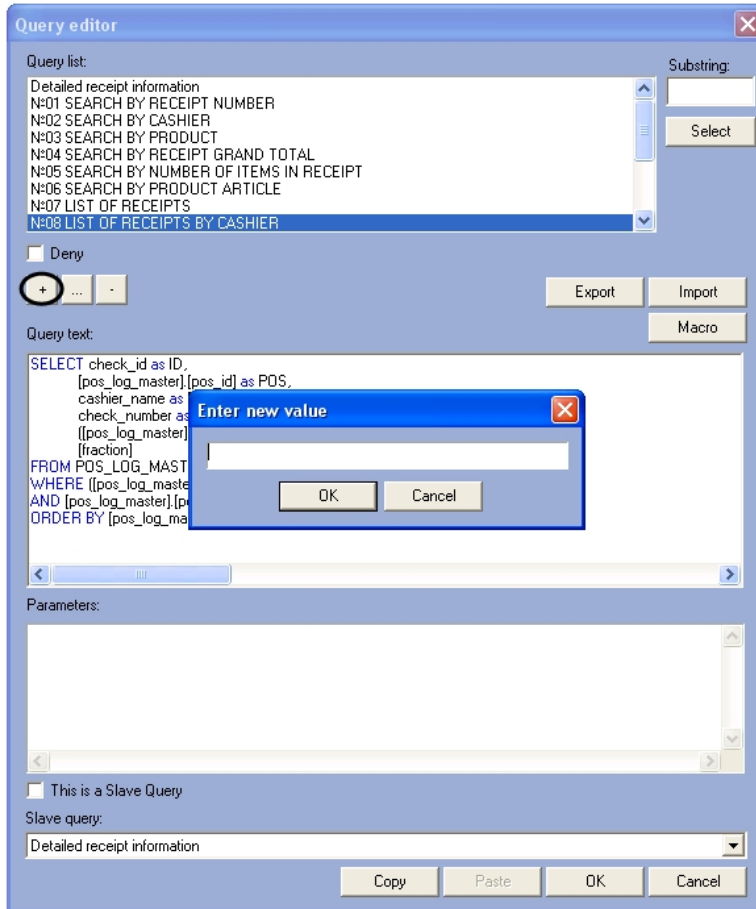 Query editor
Query list:
Substring:
Detailed receipt information
№01 SEARCH BY RECEIPT NUMBER
№02 SEARCH BY CASHIER
№03 SEARCH BY PRODUCT
№04 SEARCH BY RECEIPT GRAND TOTAL
№05 SEARCH BY NUMBER OF ITEMS IN RECEIPT
№06 SEARCH BY PRODUCT ARTICLE
№07 LIST OF RECEIPTS
№08 LIST OF RECEIPTS BY CASHIER
Select
Deny
+ ... -
Export Import
Macro
Query text:
SELECT check_id as ID,
[pos_log_master].[pos_id] as POS,
cashier_name as
check_number as
([pos_log_master]
[fraction]
FROM POS_LOG_MAST
WHERE ([pos_log_maste
AND [pos_log_master].[p
ORDER BY [pos_log_ma
Enter new value
OK Cancel
Parameters:
This is a Slave Query
Slave query:
Detailed receipt information
Copy Paste OK Cancel